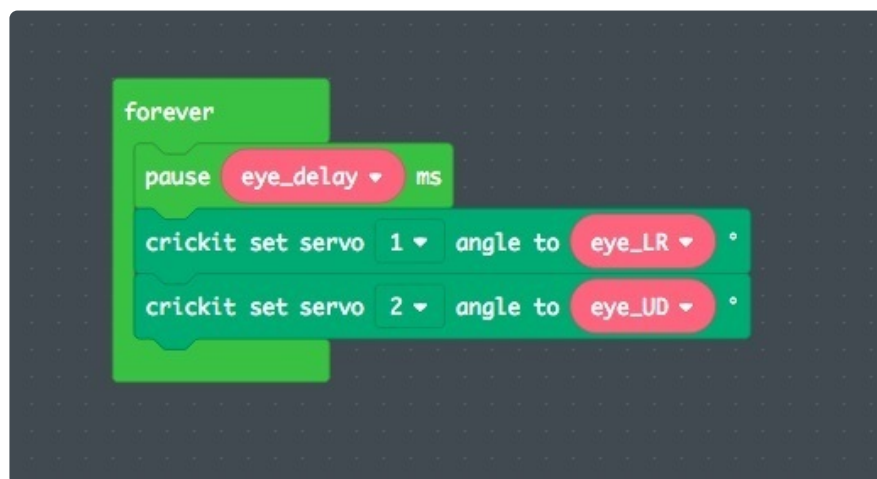 forever
pause eye_delay ms
crickit set servo 1 angle to eye_LR °
crickit set servo 2 angle to eye_UD °